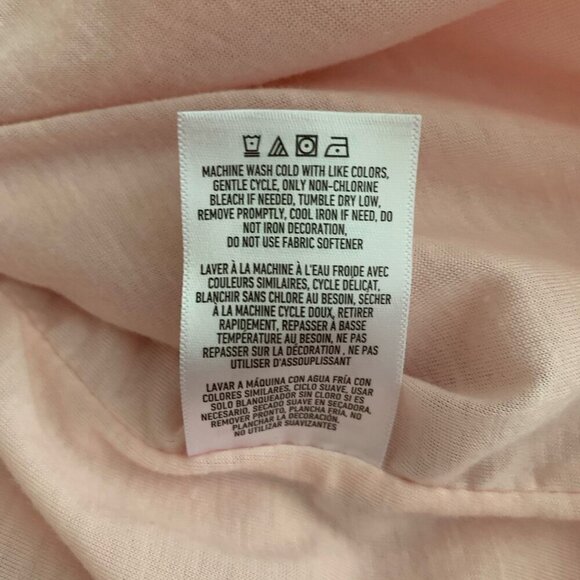 MACHINE WASH COLD WITH LIKE COLORS,
GENTLE CYCLE, ONLY NON-CHLORINE
BLEACH IF NEEDED, TUMBLE DRY LOW,
REMOVE PROMPTLY, COOL IRON IF NEED, DO
NOT IRON DECORATION,
DO NOT USE FABRIC SOFTENER
LAVER À LA MACHINE À L'EAU FROIDE AVEC
COULEURS SIMILAIRES, CYCLE DÉLICAT,
BLANCHIR SANS CHLORE AU BESOIN, SÉCHER
À LA MACHINE CYCLE DOUX, RETIRER
RAPIDEMENT, REPASSER À BASSE
TEMPÉRATURE AU BESOIN, NE PAS
REPASSER SUR LA DÉCORATION , NE PAS
UTILISER D'ASSOUPLISSANT
LAVAR A MÁQUINA CON AGUA FRÍA CON
COLORES SIMILARES, CICLO SUAVE, USAR
SOLO BLANQUEADOR SIN CLORO SI ES
NECESARIO, SECADO SUAVE EN SECADORA,
REMOVER PRONTO, PLANCHA FRÍA, NO
PLANCHAR LA DECORACIÓN.
NO UTILIZAR SUAVIZANTES